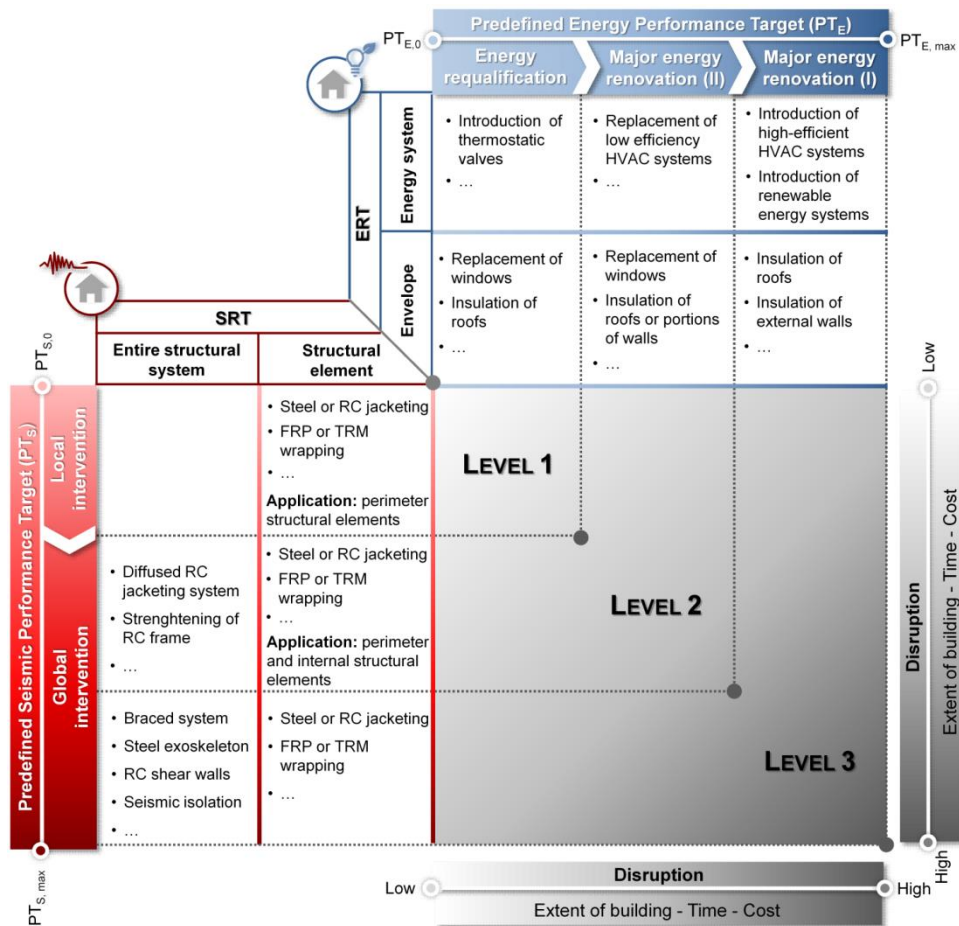 Predefined Energy Performance Target (PTE)
PTE,0
PTE, max
Energy
requalification
Major energy
renovation (II)
Major energy
renovation (I)
ERT
Energy system
• Introduction of
thermostatic
valves
• …
• Replacement of
low efficiency
HVAC systems
• …
• Introduction of
high-efficient
HVAC systems
• Introduction of
renewable
energy systems
Envelope
• Replacement of
windows
• Insulation of
roofs
• …
• Replacement of
windows
• Insulation of
roofs or portions
of walls
• …
• Insulation of
roofs
• Insulation of
external walls
• …
SRT
Entire structural
system
Structural
element
PTS,0
Predefined Seismic Performance Target (PTS)
PTS, max
Local
intervention
• Steel or RC jacketing
• FRP or TRM
wrapping
• …
Application: perimeter
structural elements
LEVEL 1
Global
intervention
• Diffused RC
jacketing system
• Strenghtening of
RC frame
• …
• Steel or RC jacketing
• FRP or TRM
wrapping
• …
Application: perimeter
and internal structural
elements
LEVEL 2
• Braced system
• Steel exoskeleton
• RC shear walls
• Seismic isolation
• …
• Steel or RC jacketing
• FRP or TRM
wrapping
• …
LEVEL 3
Low
Disruption
Extent of building - Time - Cost
High
Low
Disruption
High
Extent of building - Time - Cost